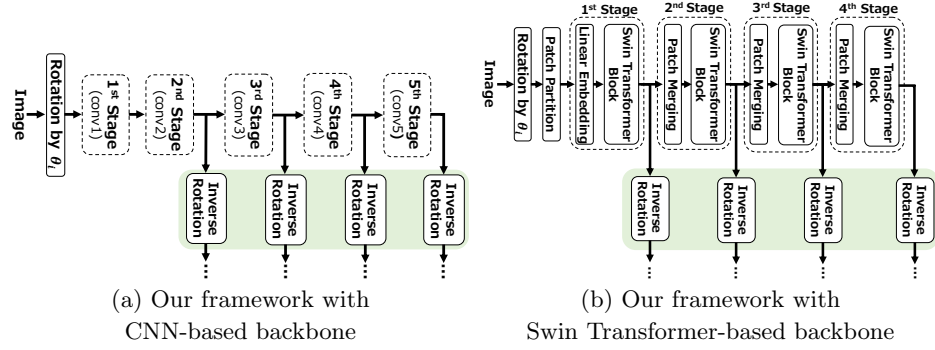 Image
Rotation by θi
1st Stage
(conv1)
2nd Stage
(conv2)
3rd Stage
(conv3)
4th Stage
(conv4)
5th Stage
(conv5)
Inverse
Rotation
Inverse
Rotation
Inverse
Rotation
Inverse
Rotation
...
...
...
...
(a) Our framework with
CNN-based backbone
1st Stage
2nd Stage
3rd Stage
4th Stage
Image
Rotation by θi
Patch Partition
Linear Embedding
Swin Transformer
Block
Patch Merging
Swin Transformer
Block
Patch Merging
Swin Transformer
Block
Patch Merging
Swin Transformer
Block
Inverse
Rotation
Inverse
Rotation
Inverse
Rotation
Inverse
Rotation
...
...
...
...
(b) Our framework with
Swin Transformer-based backbone